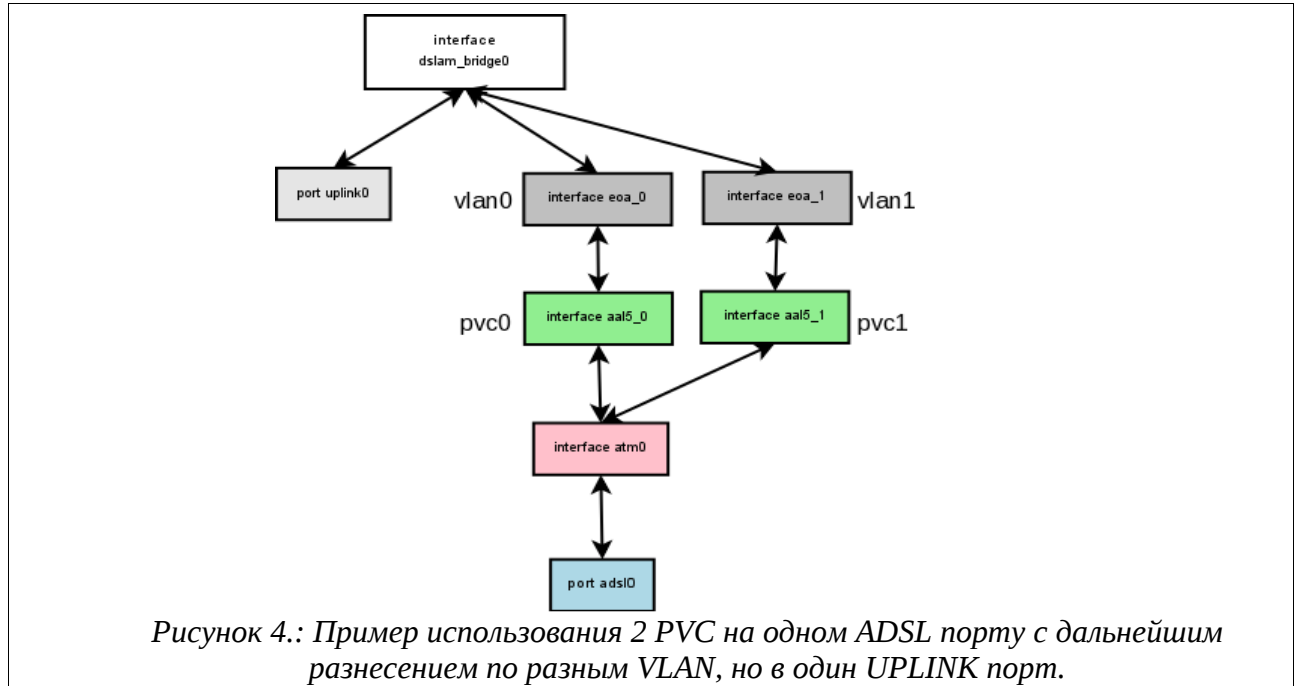 interface
dslam_bridge0
port uplink0
vlan0
interface eoa_0
interface eoa_1
vlan1
pvc0
interface aal5_0
interface aal5_1
pvc1
interface atm0
port adsl0
Рисунок 4.: Пример использования 2 PVC на одном ADSL порту с дальнейшим
разнесением по разным VLAN, но в один UPLINK порт.